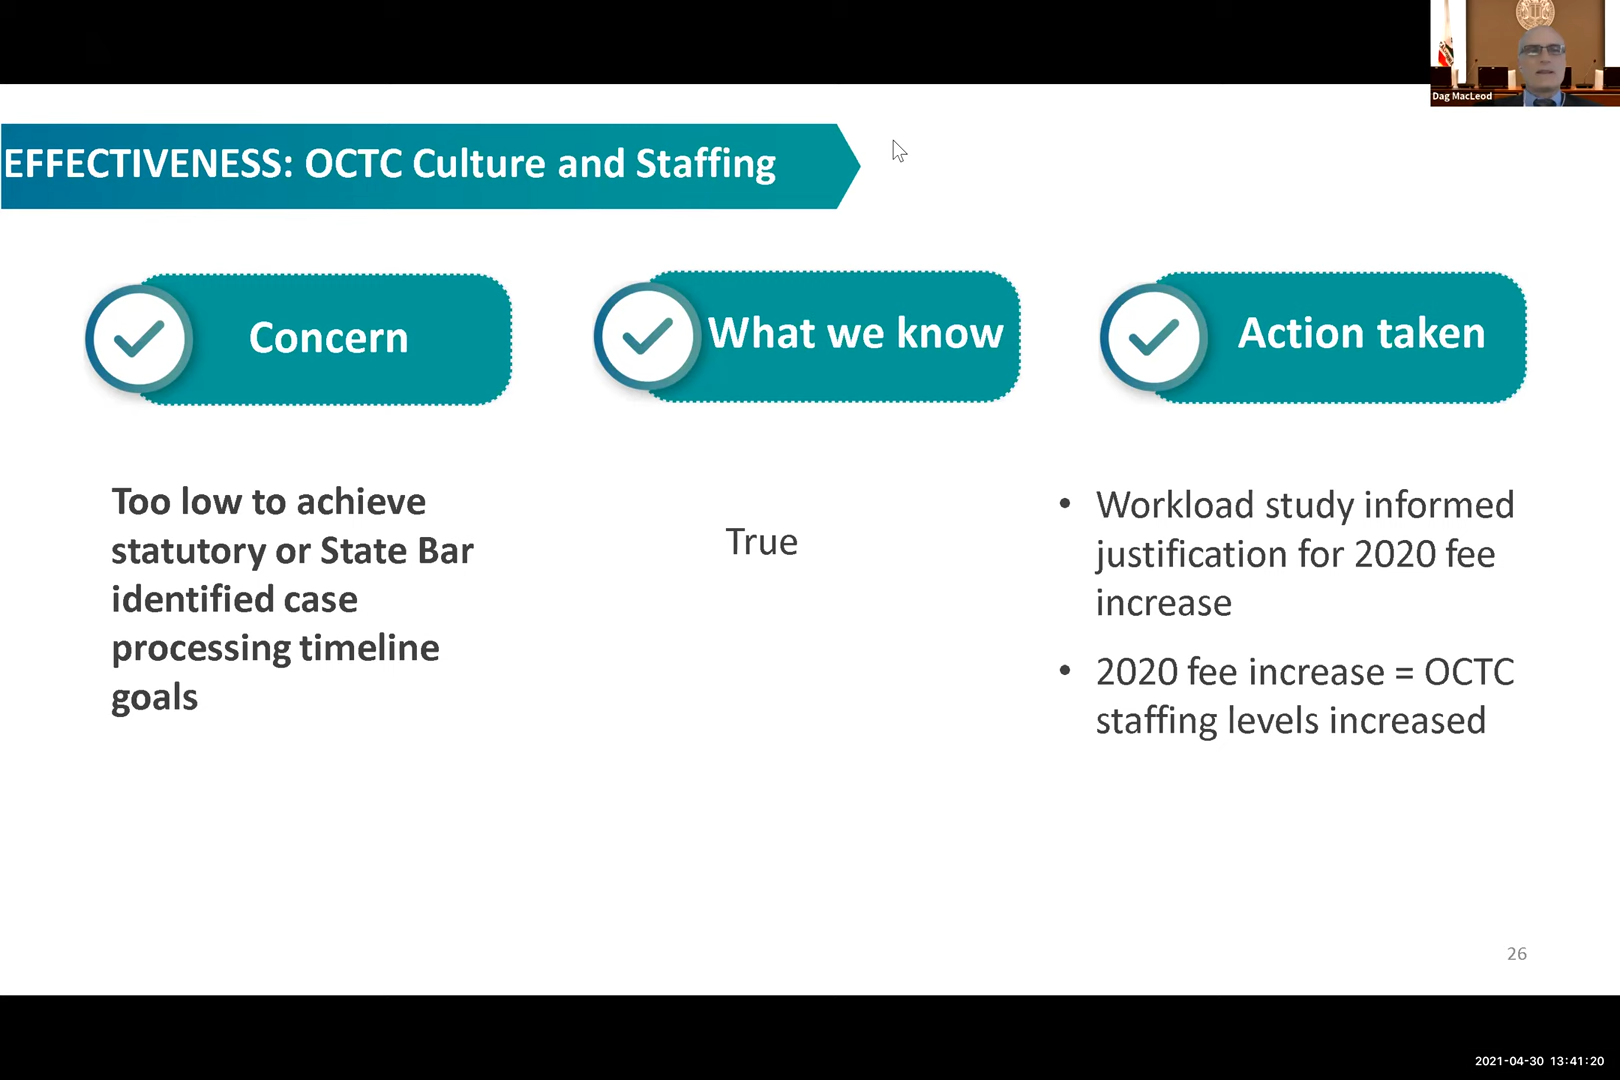 Dag MacLeod
EFFECTIVENESS: OCTC Culture and Staffing
Concern
What we know
Action taken
Too low to achieve
statutory or State Bar
identified case
processing timeline
goals
True
• Workload study informed
justification for 2020 fee
increase
• 2020 fee increase = OCTC
staffing levels increased
26
2021-04-30 13:41:20